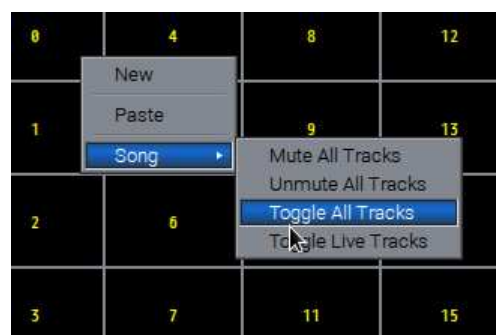 0 4 8 12
New
Paste
1 9 13
Song
Mute All Tracks
Unmute All Tracks
Toggle All Tracks
2 6
Toggle Live Tracks
3 7 11 15